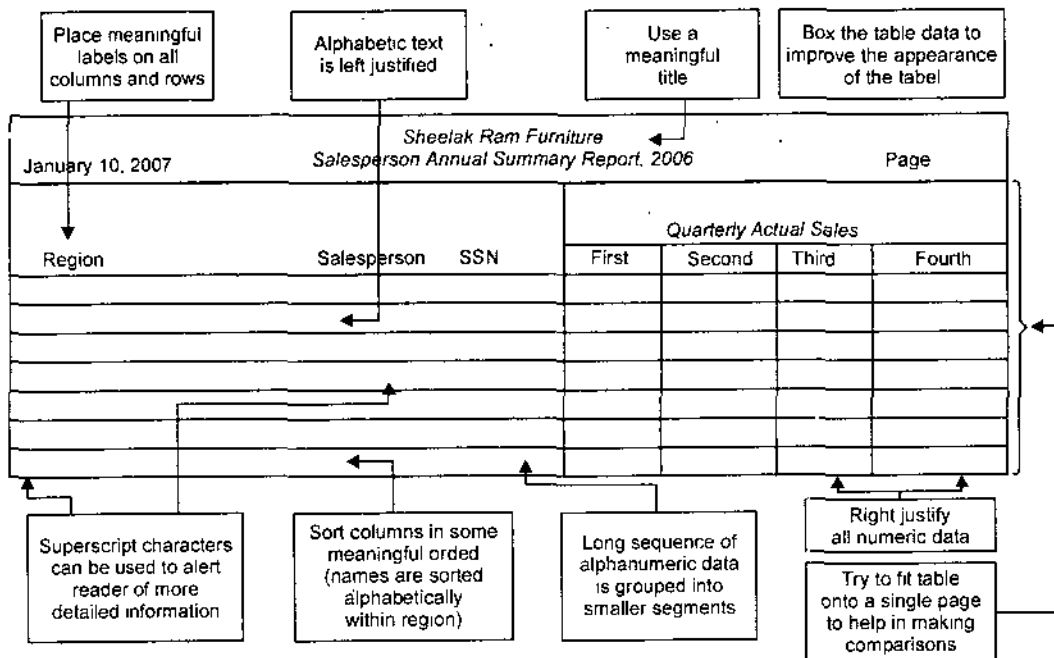 Place meaningful
labels on all
columns and rows
Alphabetic text
is left justified
Use a
meaningful
title
Box the table data to
improve the appearance
of the tabel
Sheelak Ram Furniture
January 10, 2007
Salesperson Annual Summary Report, 2006
Page
Quarterly Actual Sales
Region
Salesperson
SSN
First
Second
Third
Fourth
Superscript characters
can be used to alert
reader of more
detailed information
Sort columns in some
meaningful orded
(names are sorted
alphabetically
within region)
Long sequence of
alphanumeric data
is grouped into
smaller segments
Right justify
all numeric data
Try to fit table
onto a single page
to help in making
comparisons